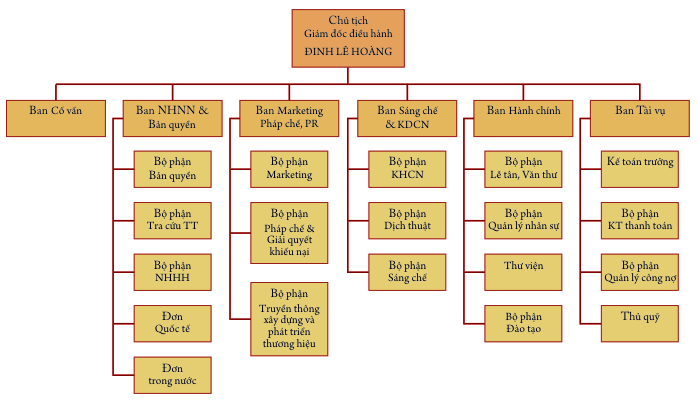 Chủ tịch
Giám đốc điều hành
ĐINH LÊ HOÀNG
Ban Cố vấn
Ban NHNN &
Bản quyền
Ban Marketing
Pháp chế, PR
Ban Sáng chế
& KDCN
Ban Hành chính
Ban Tài vụ
Bộ phận
Bản quyền
Bộ phận
Tra cứu TT
Bộ phận
NHHH
Đơn
Quốc tế
Đơn
trong nước
Bộ phận
Marketing
Bộ phận
Pháp chế &
Giải quyết
khiếu nại
Bộ phận
Truyền thông
xây dựng và
phát triển
thương hiệu
Bộ phận
KHCN
Bộ phận
Dịch thuật
Bộ phận
Sáng chế
Bộ phận
Lễ tân, Văn thư
Bộ phận
Quản lý nhân sự
Thư viện
Bộ phận
Đào tạo
Kế toán trưởng
Bộ phận
KT thanh toán
Bộ phận
Quản lý công nợ
Thủ quỹ